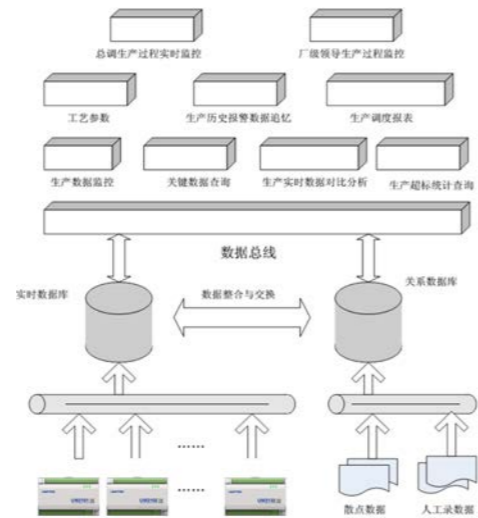 总调生产过程实时监控
厂级领导生产过程监控
工艺参数
生产历史报警数据追忆
生产调度报表
生产数据监控
关键数据查询
生产实时数据对比分析
生产超标统计查询
数据总线
实时数据库
关系数据库
数据整合与交换
......
......
散点数据
人工录数据